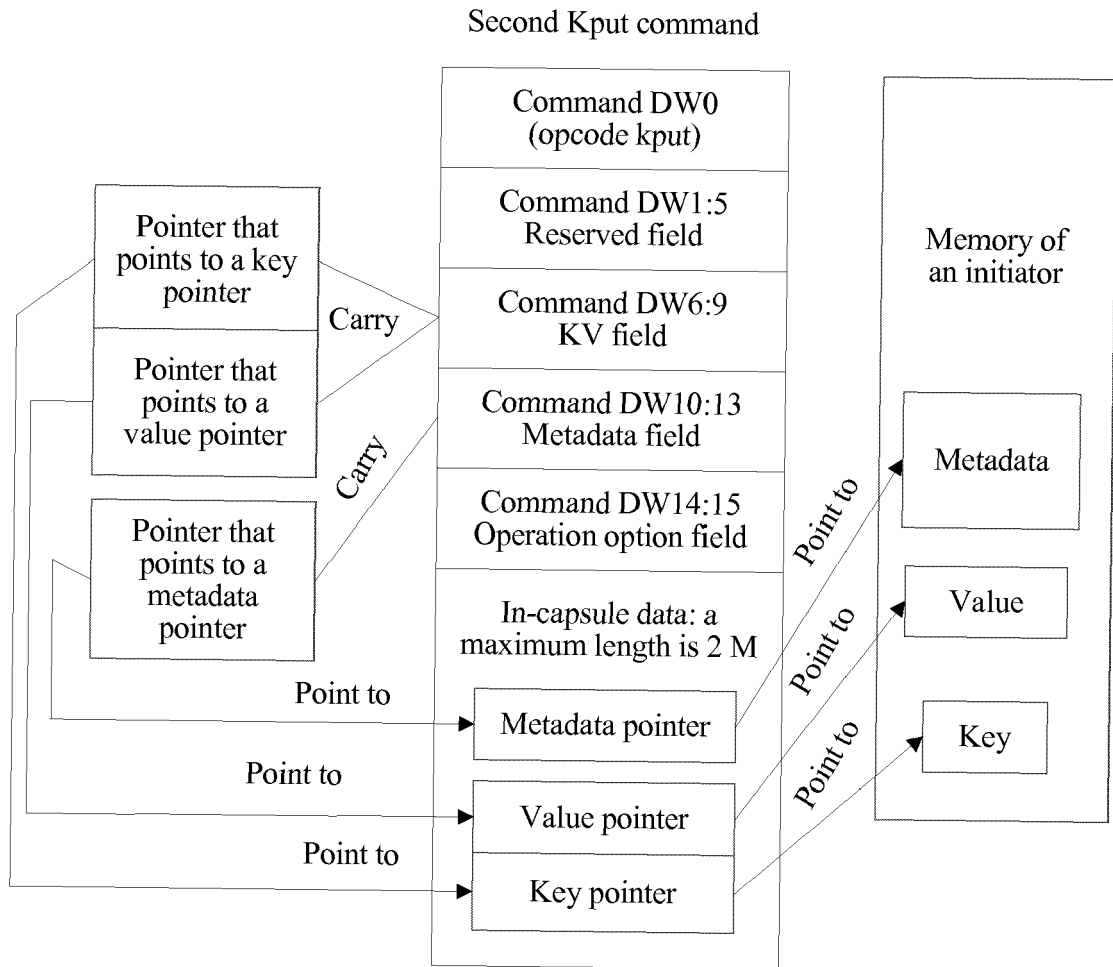 Second Kput command
Command DW0
(opcode kput)
Command DW1:5
Reserved field
Command DW6:9
KV field
Command DW10:13
Metadata field
Command DW14:15
Operation option field
In-capsule data: a
maximum length is 2 M
Metadata pointer
Value pointer
Key pointer
Pointer that
points to a key
pointer
Pointer that
points to a
value pointer
Pointer that
points to a
metadata
pointer
Carry
Carry
Point to
Point to
Point to
Point to
Point to
Point to
Memory of
an initiator
Metadata
Value
Key